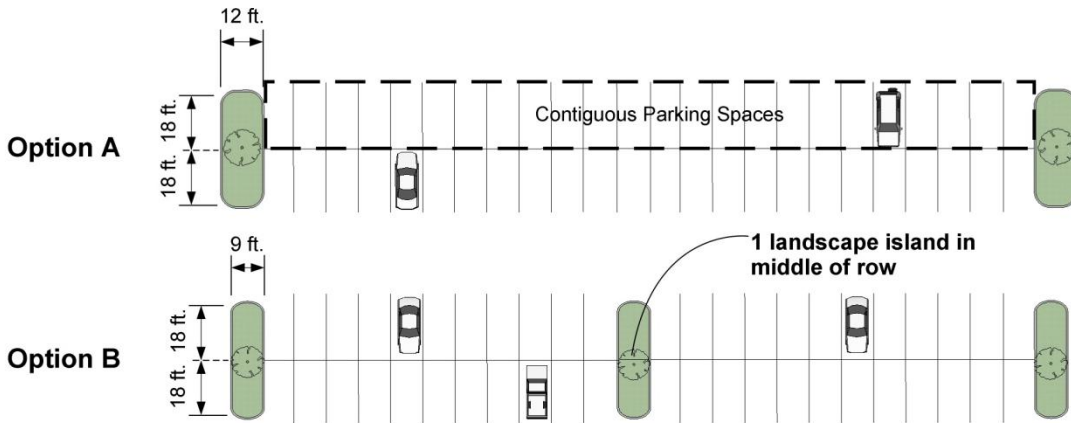 12 ft.
Option A
18 ft.
18 ft.
Contiguous Parking Spaces
9 ft.
1 landscape island in
middle of row
Option B
18 ft.
18 ft.